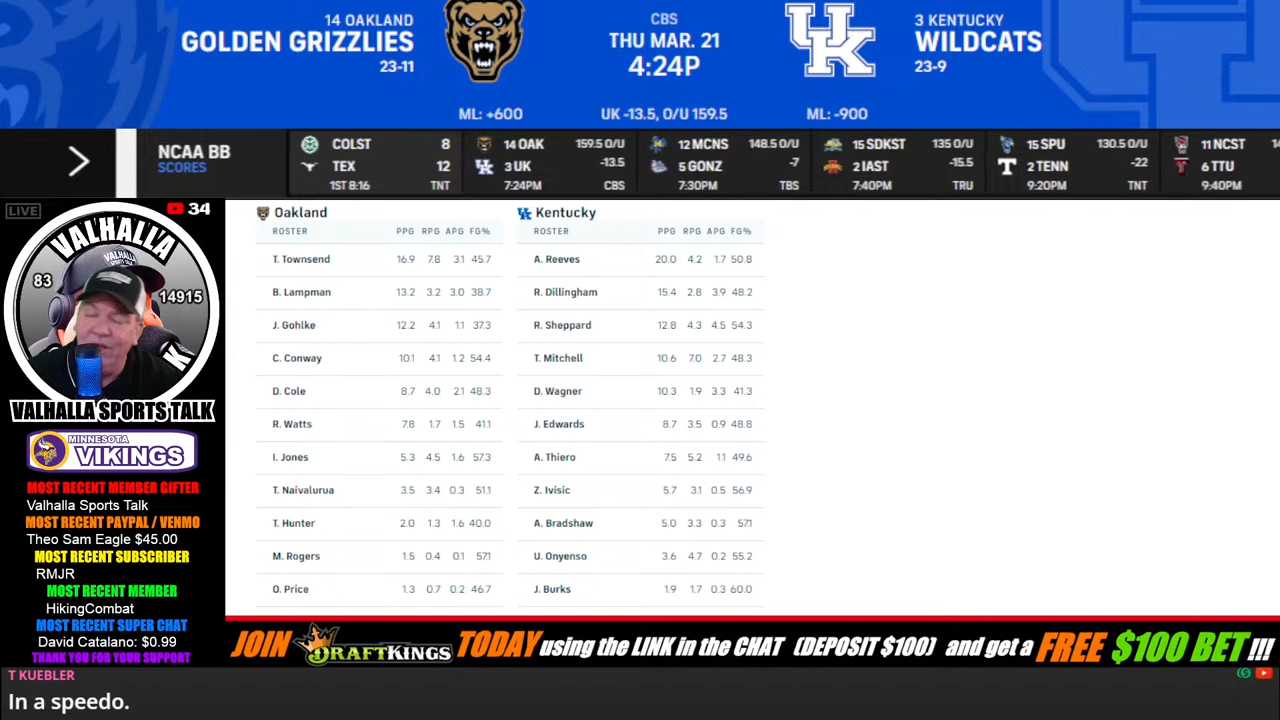 14 OAKLAND
GOLDEN GRIZZLIES
23-11
ML: +600
CBS
THU MAR. 21
4:24P
UK -13.5, O/U 159.5
UK
3 KENTUCKY
WILDCATS
23-9
ML: -900
NCAA BB
SCORES
COLST 8
TEX 12
1ST 8:16 TNT
14 OAK 159.5 O/U
3 UK -13.5
7:24PM CBS
12 MCNS 148.5 O/U
5 GONZ -7
7:30PM TBS
15 SDKST 135 O/U
2 IAST -15.5
7:40PM TRU
15 SPU 130.5 O/U
2 TENN -22
9:20PM TNT
11 NCST
6 TTU
9:40PM
LIVE
34
VALHALLA
83
14915
K
VALHALLA SPORTS TALK
MINNESOTA
VIKINGS
MOST RECENT MEMBER GIFTER
Valhalla Sports Talk
MOST RECENT PAYPAL / VENMO
Theo Sam Eagle $45.00
MOST RECENT SUBSCRIBER
RMJR
MOST RECENT MEMBER
HikingCombat
MOST RECENT SUPER CHAT
David Catalano: $0.99
THANK YOU FOR YOUR SUPPORT
Oakland
ROSTER PPG RPG APG FG%
T. Townsend 16.9 7.8 3.1 45.7
B. Lampman 13.2 3.2 3.0 38.7
J. Gohlke 12.2 4.1 1.1 37.3
C. Conway 10.1 4.1 1.2 54.4
D. Cole 8.7 4.0 2.1 48.3
R. Watts 7.8 1.7 1.5 41.1
I. Jones 5.3 4.5 1.6 57.3
T. Naivalurua 3.5 3.4 0.3 51.1
T. Hunter 2.0 1.3 1.6 40.0
M. Rogers 1.5 0.4 0.1 57.1
O. Price 1.3 0.7 0.2 46.7
Kentucky
ROSTER PPG RPG APG FG%
A. Reeves 20.0 4.2 1.7 50.8
R. Dillingham 15.4 2.8 3.9 48.2
R. Sheppard 12.8 4.3 4.5 54.3
T. Mitchell 10.6 7.0 2.7 48.3
D. Wagner 10.3 1.9 3.3 41.3
J. Edwards 8.7 3.5 0.9 48.8
A. Thiero 7.5 5.2 1.1 49.6
Z. Ivisic 5.7 3.1 0.5 56.9
A. Bradshaw 5.0 3.3 0.3 57.1
U. Onyenso 3.6 4.7 0.2 55.2
J. Burks 1.9 1.7 0.3 60.0
JOIN DRAFTKINGS TODAY using the LINK in the CHAT (DEPOSIT $100) and get a FREE $100 BET !!!
T KUEBLER
In a speedo.